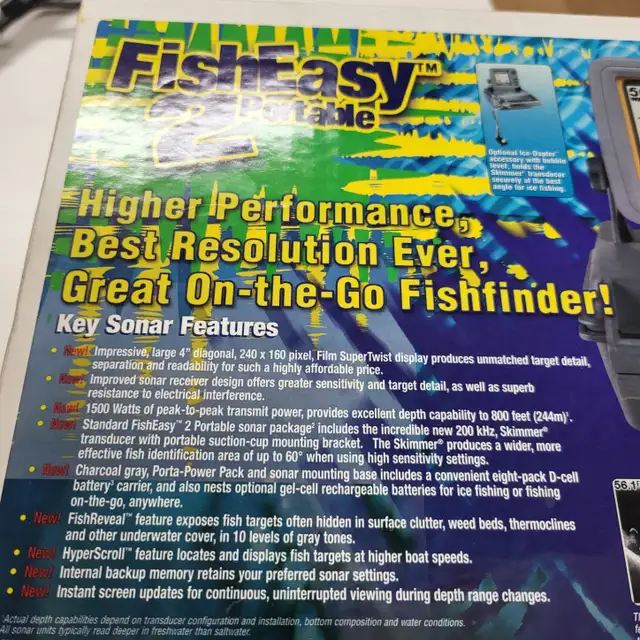 FishEasy™
2 Portable
Optional Ice-Dapter™
accessory with bubble
level, holds the
Skimmer® transducer
securely at the best
angle for ice fishing.
Higher Performance,
Best Resolution Ever,
Great On-the-Go Fishfinder!
Key Sonar Features
• New! Impressive, large 4" diagonal, 240 x 160 pixel, Film SuperTwist display produces unmatched target detail,
separation and readability for such a highly affordable price.
• New! Improved sonar receiver design offers greater sensitivity and target detail, as well as superb
resistance to electrical interference.
• New! 1500 Watts of peak-to-peak transmit power, provides excellent depth capability to 800 feet (244m)¹.
• New! Standard FishEasy™ 2 Portable sonar package² includes the incredible new 200 kHz, Skimmer®
transducer with portable suction-cup mounting bracket. The Skimmer® produces a wider, more
effective fish identification area of up to 60° when using high sensitivity settings.
• New! Charcoal gray, Porta-Power Pack and sonar mounting base includes a convenient eight-pack D-cell
battery³ carrier, and also nests optional gel-cell rechargeable batteries for ice fishing or fishing
on-the-go, anywhere.
• New! FishReveal™ feature exposes fish targets often hidden in surface clutter, weed beds, thermoclines
and other underwater cover, in 10 levels of gray tones.
• New! HyperScroll™ feature locates and displays fish targets at higher boat speeds.
• New! Internal backup memory retains your preferred sonar settings.
• New! Instant screen updates for continuous, uninterrupted viewing during depth range changes.
¹Actual depth capabilities depend on transducer configuration and installation, bottom composition and water conditions.
All sonar units typically read deeper in freshwater than saltwater.
56.1